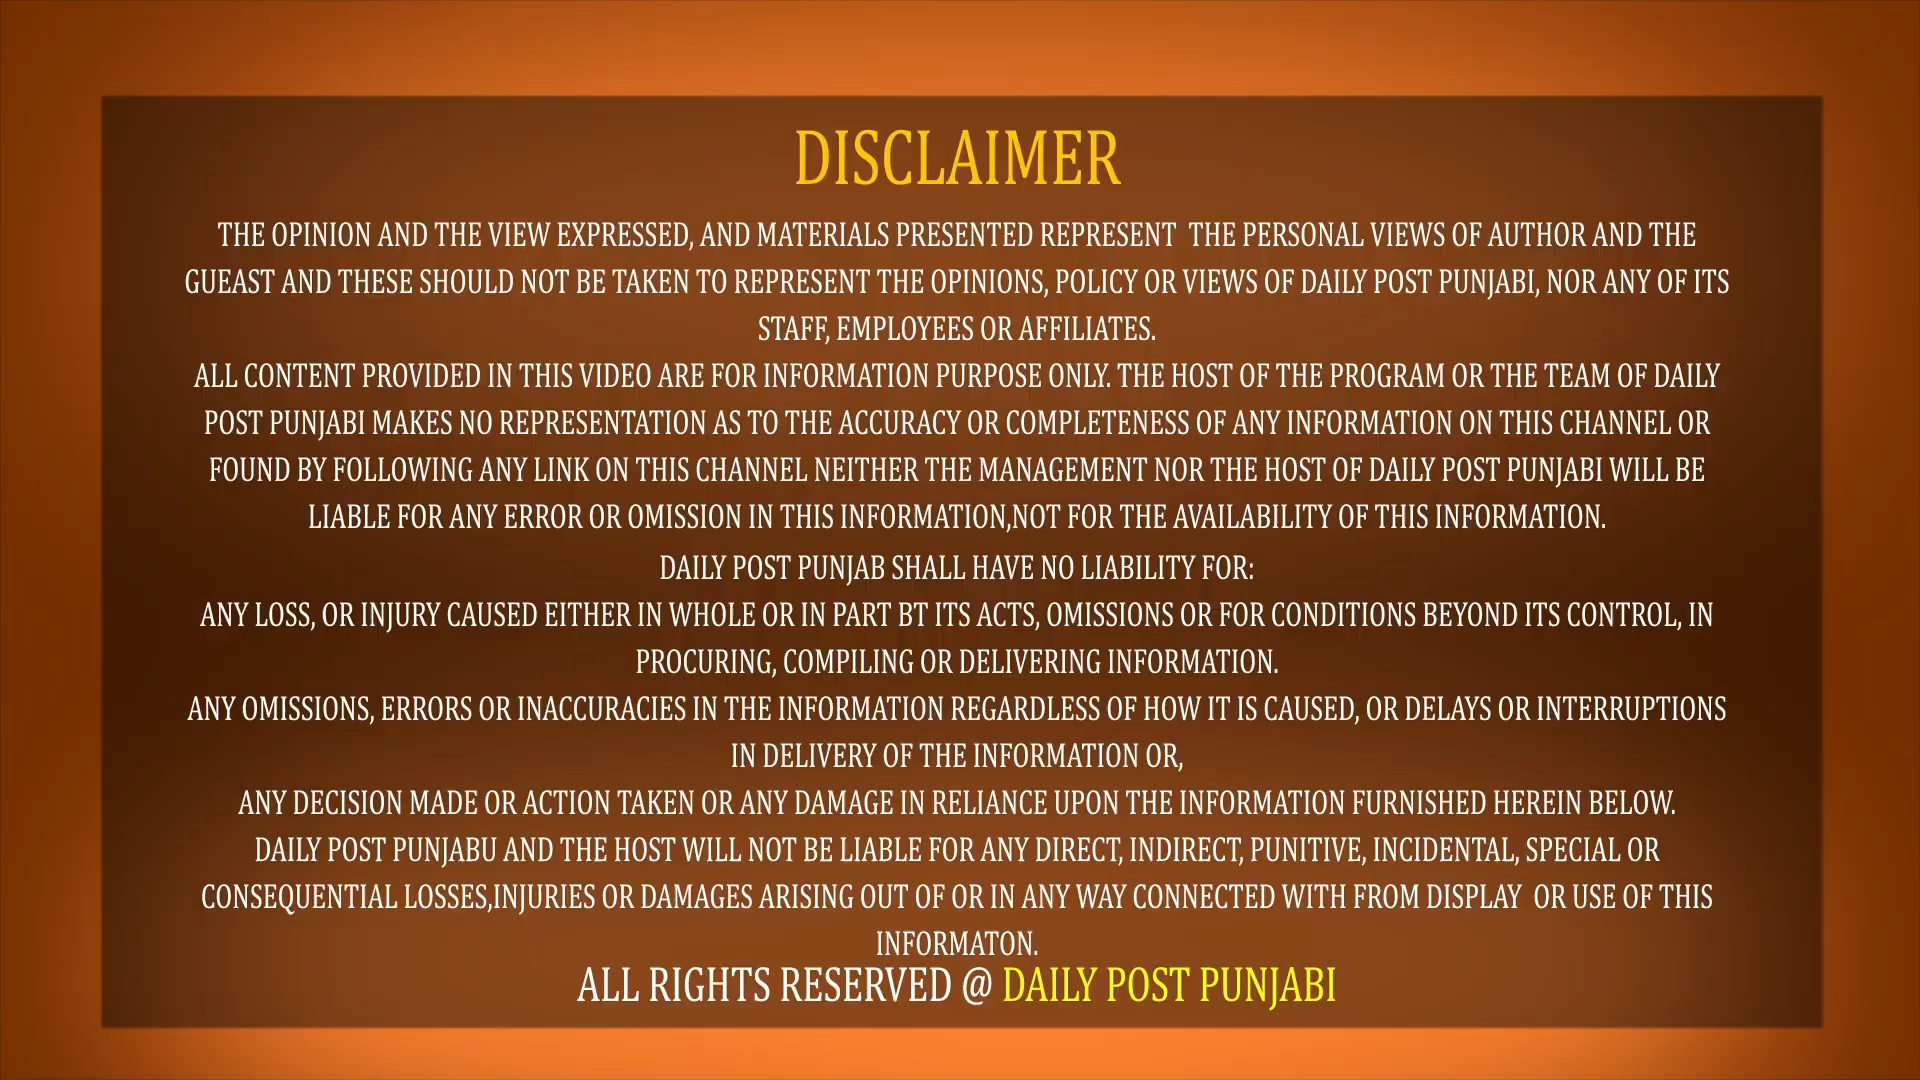 DISCLAIMER
THE OPINION AND THE VIEW EXPRESSED, AND MATERIALS PRESENTED REPRESENT THE PERSONAL VIEWS OF AUTHOR AND THE
GUEAST AND THESE SHOULD NOT BE TAKEN TO REPRESENT THE OPINIONS, POLICY OR VIEWS OF DAILY POST PUNJABI, NOR ANY OF ITS
STAFF, EMPLOYEES OR AFFILIATES.
ALL CONTENT PROVIDED IN THIS VIDEO ARE FOR INFORMATION PURPOSE ONLY. THE HOST OF THE PROGRAM OR THE TEAM OF DAILY
POST PUNJABI MAKES NO REPRESENTATION AS TO THE ACCURACY OR COMPLETENESS OF ANY INFORMATION ON THIS CHANNEL OR
FOUND BY FOLLOWING ANY LINK ON THIS CHANNEL NEITHER THE MANAGEMENT NOR THE HOST OF DAILY POST PUNJABI WILL BE
LIABLE FOR ANY ERROR OR OMISSION IN THIS INFORMATION,NOT FOR THE AVAILABILITY OF THIS INFORMATION.
DAILY POST PUNJAB SHALL HAVE NO LIABILITY FOR:
ANY LOSS, OR INJURY CAUSED EITHER IN WHOLE OR IN PART BT ITS ACTS, OMISSIONS OR FOR CONDITIONS BEYOND ITS CONTROL, IN
PROCURING, COMPILING OR DELIVERING INFORMATION.
ANY OMISSIONS, ERRORS OR INACCURACIES IN THE INFORMATION REGARDLESS OF HOW IT IS CAUSED, OR DELAYS OR INTERRUPTIONS
IN DELIVERY OF THE INFORMATION OR,
ANY DECISION MADE OR ACTION TAKEN OR ANY DAMAGE IN RELIANCE UPON THE INFORMATION FURNISHED HEREIN BELOW.
DAILY POST PUNJABU AND THE HOST WILL NOT BE LIABLE FOR ANY DIRECT, INDIRECT, PUNITIVE, INCIDENTAL, SPECIAL OR
CONSEQUENTIAL LOSSES,INJURIES OR DAMAGES ARISING OUT OF OR IN ANY WAY CONNECTED WITH FROM DISPLAY OR USE OF THIS
INFORMATON.
ALL RIGHTS RESERVED @ DAILY POST PUNJABI